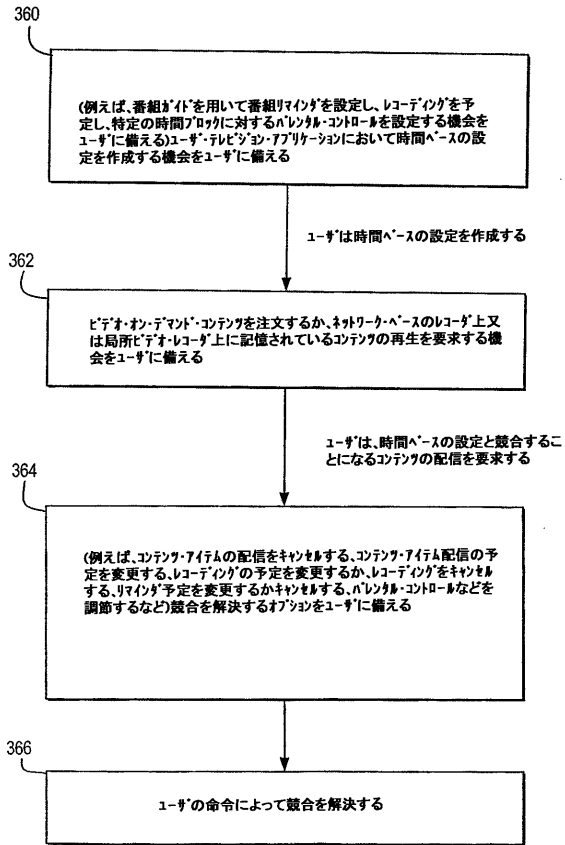 360
(例えば、番組ガイドを用いて番組リマインダを設定し、レコーディングを予
定し、特定の時間ブロックに対するパレンタル・コントロールを設定する機会を
ユーザに備える)ユーザ・テレビジョン・アプリケーションにおいて時間ベースの設
定を作成する機会をユーザに備える
ユーザは時間ベースの設定を作成する
362
ビデオ・オン・デマンド・コンテンツを注文するか、ネットワーク・ベースのレコーダ上又
は局所ビデオ・レコーダ上に記憶されているコンテンツの再生を要求する機
会をユーザに備える
ユーザは、時間ベースの設定と競合するこ
とになるコンテンツの配信を要求する
364
(例えば、コンテンツ・アイテムの配信をキャンセルする、コンテンツ・アイテム配信の予
定を変更する、レコーディングの予定を変更するか、レコーディングをキャンセル
する、リマインダ予定を変更するかキャンセルする、パレンタル・コントロールなどを
調節するなど)競合を解決するオプションをユーザに備える
366
ユーザの命令によって競合を解決する